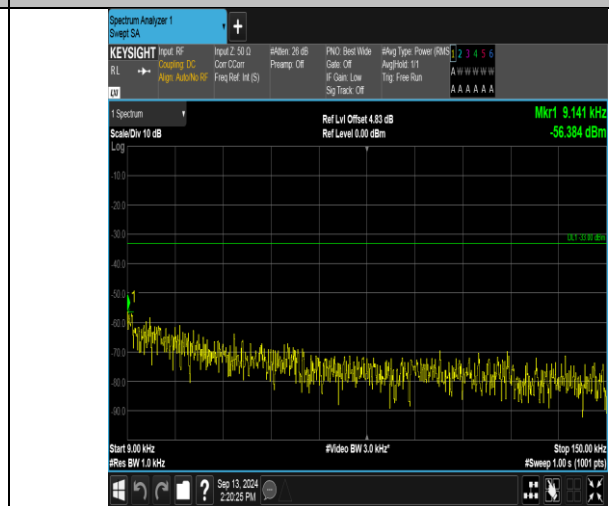 Spectrum Analyzer 1
Swept SA
+
KEYSIGHT
RL
LXI
Input: RF
Coupling: DC
Align: Auto/No RF
Input Z: 50 Ω
Corr CCorr
Freq Ref: Int (S)
#Atten: 26 dB
Preamp: Off
PNO: Best Wide
Gate: Off
IF Gain: Low
Sig Track: Off
#Avg Type: Power (RMS
Avg|Hold: 1/1
Trig: Free Run
1 2 3 4 5 6
A W W W W W
A A A A A A
1 Spectrum
Scale/Div 10 dB
Ref Lvl Offset 4.83 dB
Ref Level 0.00 dBm
Mkr1 9.141 kHz
-56.384 dBm
Log
-10.0
-20.0
-30.0
DL1 -33.00 dBm
-40.0
-50.0
1
-60.0
-70.0
-80.0
-90.0
Start 9.00 kHz
#Res BW 1.0 kHz
#Video BW 3.0 kHz*
Stop 150.00 kHz
#Sweep 1.00 s (1001 pts)
?
Sep 13, 2024
2:20:25 PM